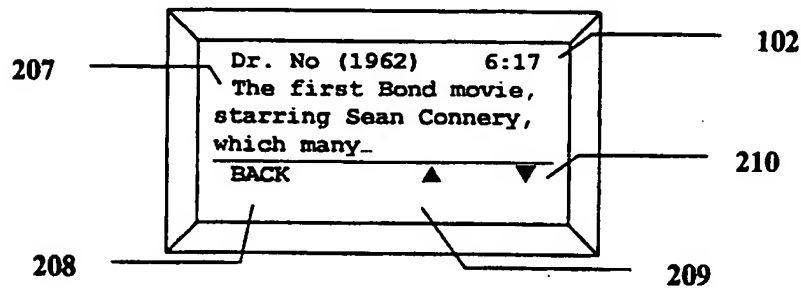 Dr. No (1962) 6:17 102
207 The first Bond movie,
starring Sean Connery,
which many…
BACK ▲ ▼ 210
208 209